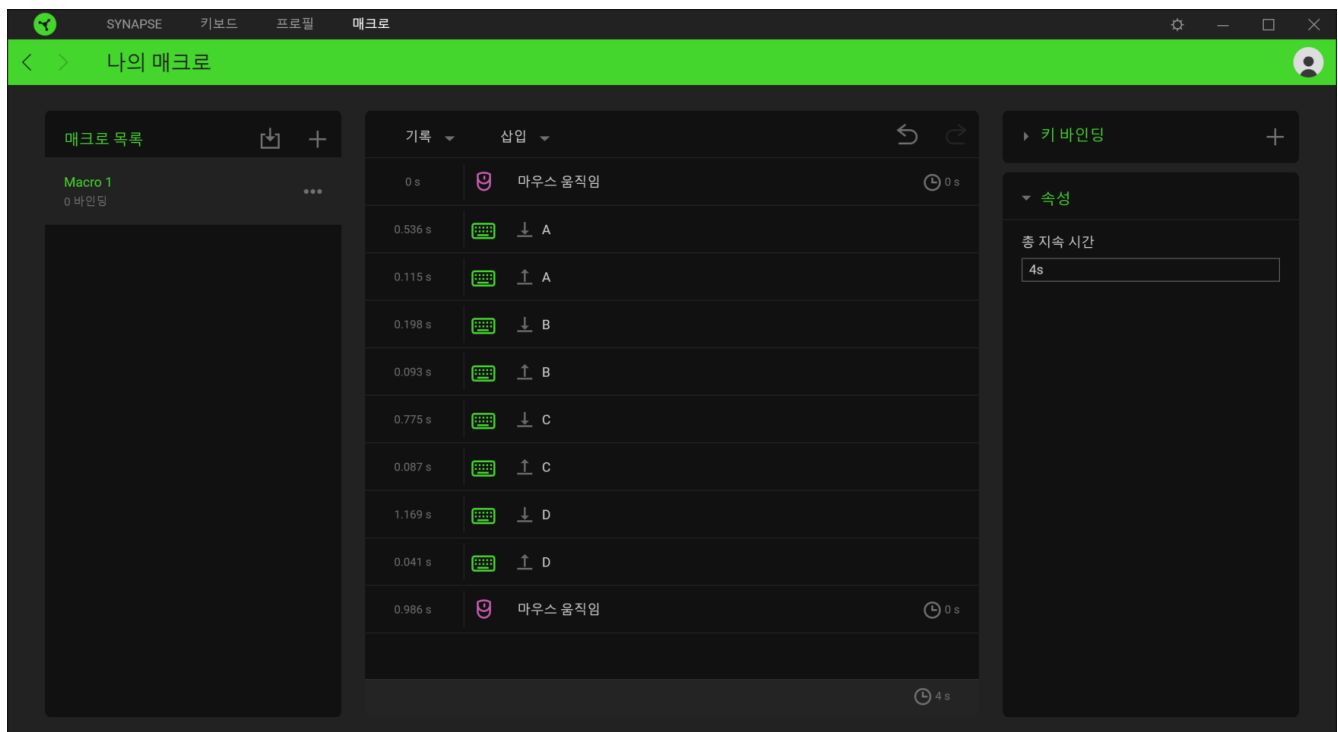 SYNAPSE 키보드 프로필 매크로
나의 매크로
매크로 목록
Macro 1
0 바인딩
기록 삽입
0 s 마우스 움직임 0 s
0.536 s A
0.115 s A
0.198 s B
0.093 s B
0.775 s C
0.087 s C
1.169 s D
0.041 s D
0.986 s 마우스 움직임 0 s
4 s
키 바인딩
속성
총 지속 시간
4s